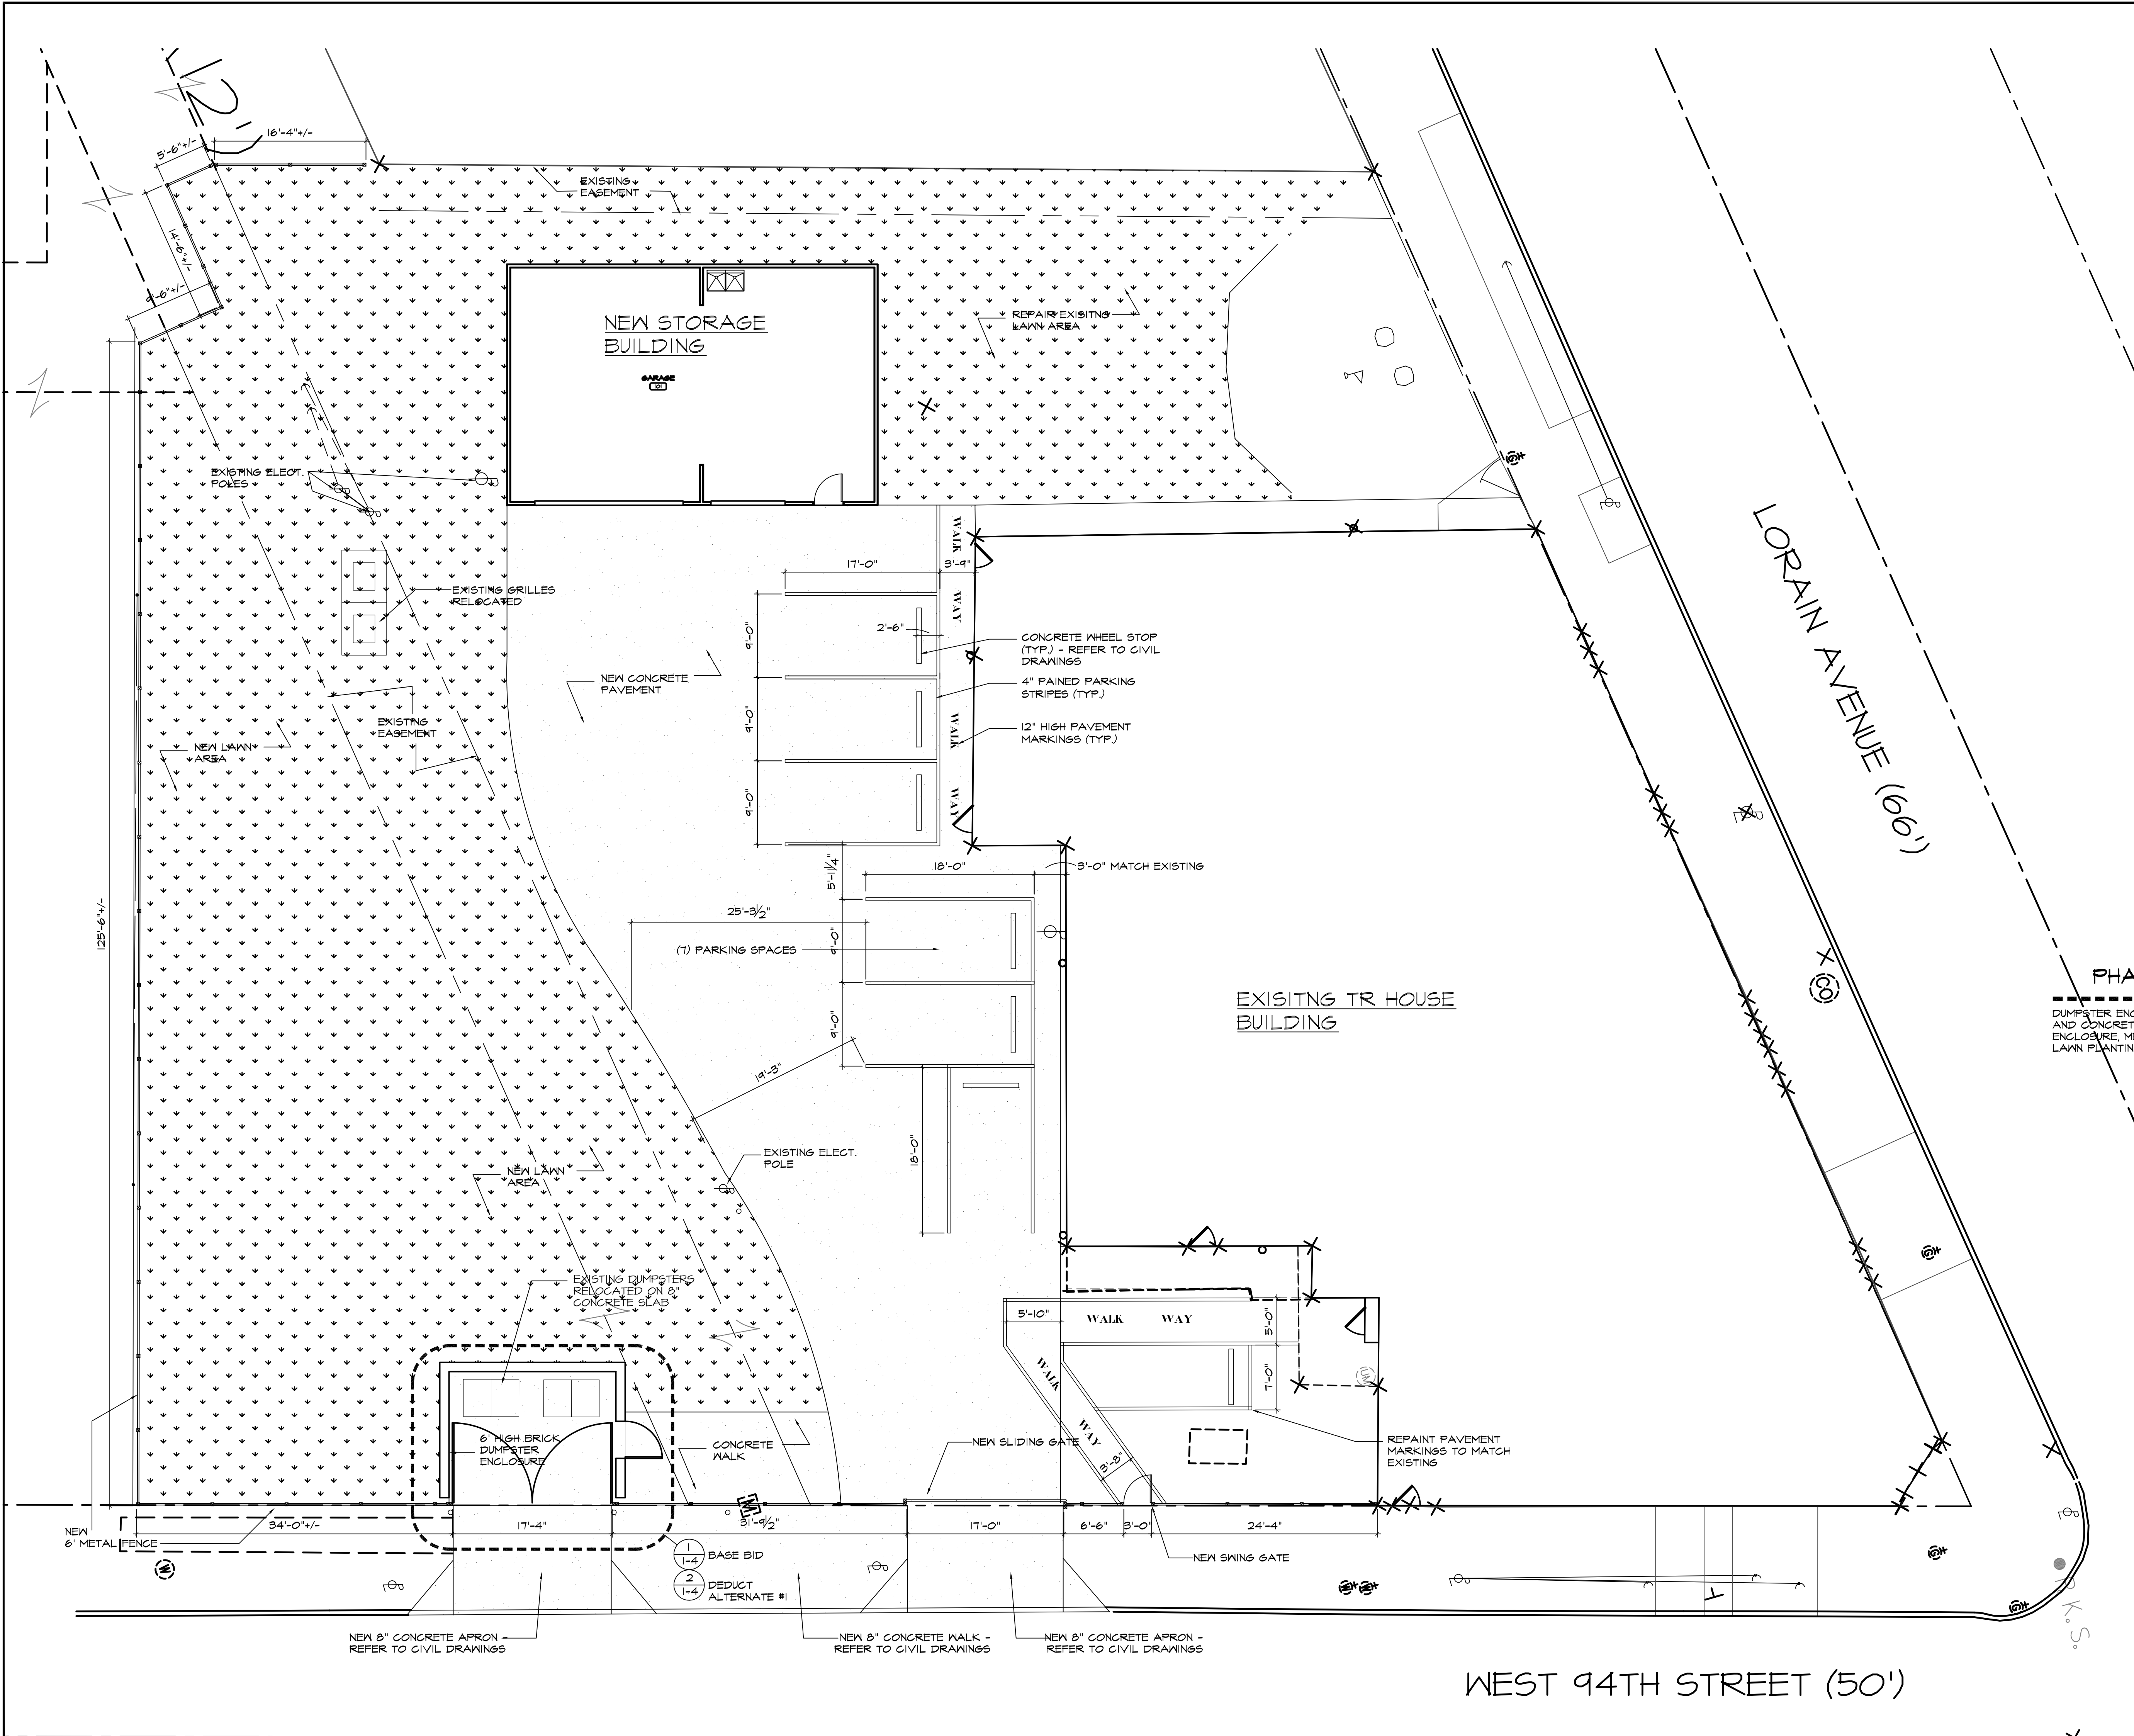 16'-4"+/-
5'-6"+/-
EXISTING
EASEMENT
14'-6"+/-
9'-6"+/-
REPAIR EXISITNG
LAWN AREA
NEW STORAGE
BUILDING
GARAGE
101
LORAIN AVENUE (66')
EXISTING ELECT.
POLES
WALK
17'-0"
3'-9"
EXISTING GRILLES
RELOCATED
WAY
9'-0"
2'-6"
CONCRETE WHEEL STOP
(TYP.) - REFER TO CIVIL
DRAWINGS
NEW CONCRETE
PAVEMENT
4" PAINED PARKING
STRIPES (TYP.)
9'-0"
EXISTING
EASEMENT
WALK
12" HIGH PAVEMENT
MARKINGS (TYP.)
NEW LAWN
AREA
9'-0"
WAY
5'-11 1/4"
18'-0"
3'-0" MATCH EXISTING
125'-6"+/-
25'-3 1/2"
(7) PARKING SPACES
9'-0"
CO
PHA
DUMPSTER ENC
AND CONCRET
ENCLOSURE, M
LAWN PLANTIN
EXISITNG TR HOUSE
BUILDING
9'-0"
19'-3"
EXISTING ELECT.
POLE
18'-0"
NEW LAWN
AREA
EXISTING DUMPSTERS
RELOCATED ON 8"
CONCRETE SLAB
5'-10"
WALK WAY
5'-0"
WALK
7'-0"
UM
WAY
6' HIGH BRICK
DUMPSTER
ENCLOSURE
CONCRETE
WALK
NEW SLIDING GATE
3'-8"
REPAINT PAVEMENT
MARKINGS TO MATCH
EXISTING
M
NEW
6' METAL FENCE
34'-0"+/-
17'-4"
31'-9 1/2"
17'-0"
6'-6"
3'-0"
24'-4"
W
1
1-4
BASE BID
2
1-4
DEDUCT
ALTERNATE #1
NEW SWING GATE
NEW 8" CONCRETE APRON -
REFER TO CIVIL DRAWINGS
NEW 8" CONCRETE WALK -
REFER TO CIVIL DRAWINGS
NEW 8" CONCRETE APRON -
REFER TO CIVIL DRAWINGS
K.S.
WEST 94TH STREET (50')